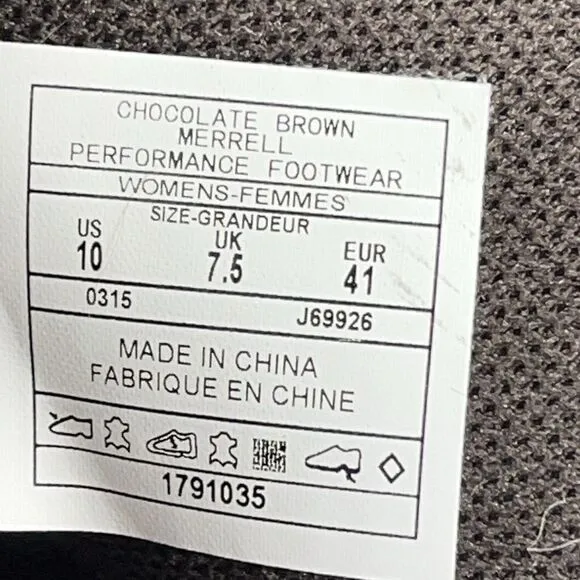 CHOCOLATE BROWN
MERRELL
PERFORMANCE FOOTWEAR
WOMENS-FEMMES
SIZE-GRANDEUR
US UK EUR
10 7.5 41
0315 J69926
MADE IN CHINA
FABRIQUE EN CHINE
1791035